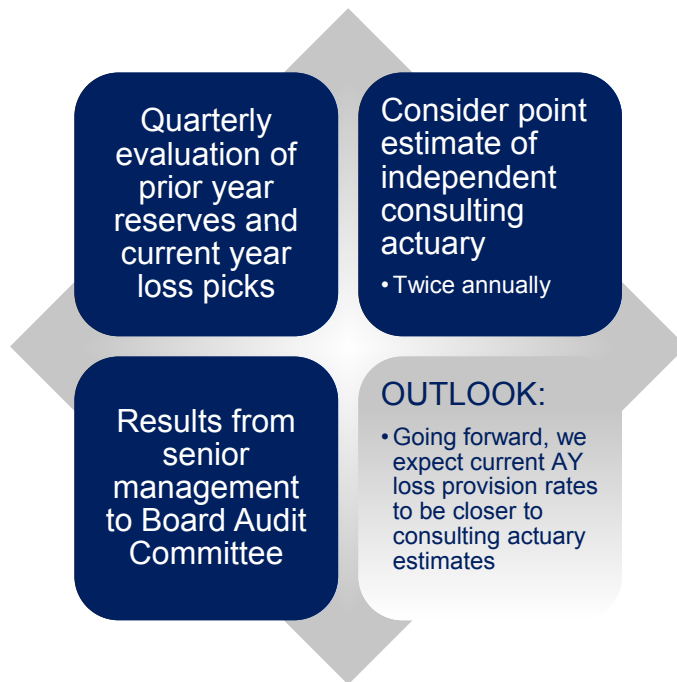 Quarterly
evaluation of
prior year
reserves and
current year
loss picks
Consider point
estimate of
independent
consulting
actuary
• Twice annually
Results from
senior
management
to Board Audit
Committee
OUTLOOK:
• Going forward, we
expect current AY
loss provision rates
to be closer to
consulting actuary
estimates